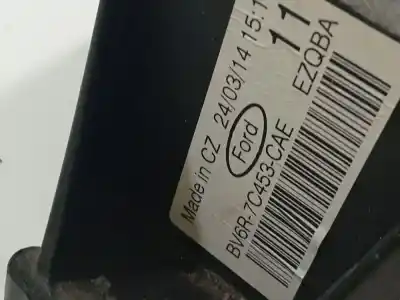 Made in CZ 24/03/14 15:1
Ford
11
BV6R-7C453-CAE EZQBA